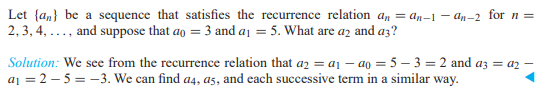 Let {aₙ} be a sequence that satisfies the recurrence relation aₙ = aₙ₋₁ − aₙ₋₂ for n =
2, 3, 4, . . . , and suppose that a₀ = 3 and a₁ = 5. What are a₂ and a₃?
Solution: We see from the recurrence relation that a₂ = a₁ − a₀ = 5 − 3 = 2 and a₃ = a₂ −
a₁ = 2 − 5 = −3. We can find a₄, a₅, and each successive term in a similar way.